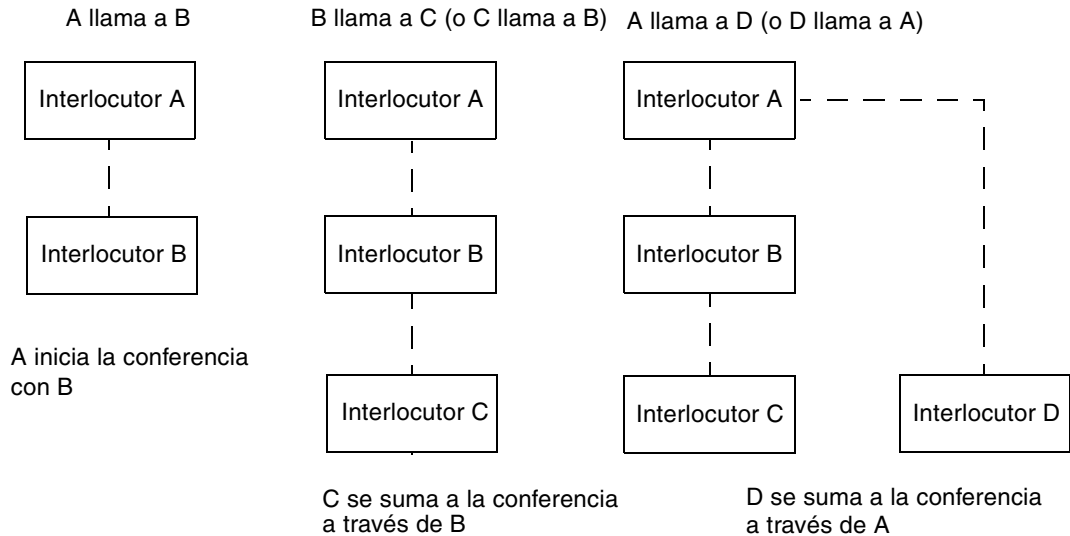 A llama a B
Interlocutor A
Interlocutor B
A inicia la conferencia
con B
B llama a C (o C llama a B)
Interlocutor A
Interlocutor B
Interlocutor C
C se suma a la conferencia
a través de B
A llama a D (o D llama a A)
Interlocutor A
Interlocutor B
Interlocutor C
Interlocutor D
D se suma a la conferencia
a través de A